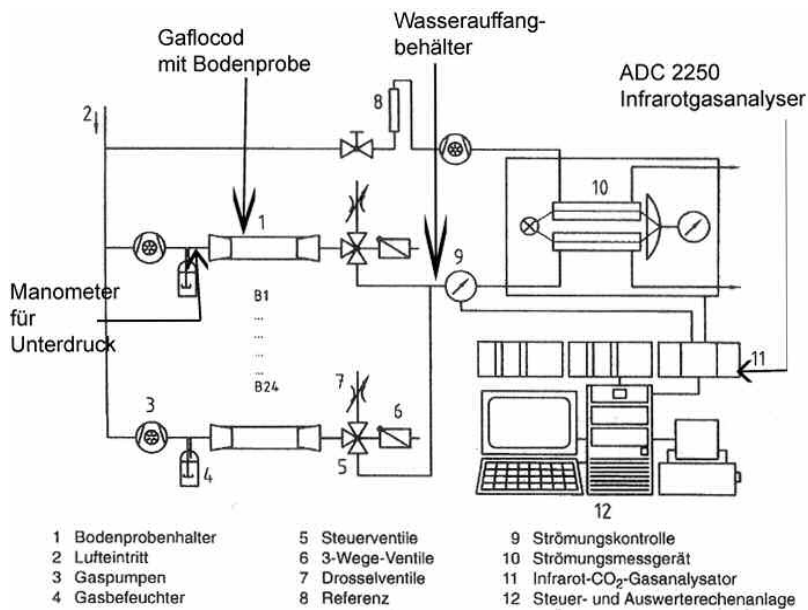 Gaflocod
mit Bodenprobe
Wasserauffang-
behälter
ADC 2250
Infrarotgasanalyser
2
8
10
1
9
Manometer
für
Unterdruck
B1
...
...
...
...
B24
11
7
3
6
4
5
12
1 Bodenprobenhalter
2 Lufteintritt
3 Gaspumpen
4 Gasbefeuchter
5 Steuerventile
6 3-Wege-Ventile
7 Drosselventile
8 Referenz
9 Strömungskontrolle
10 Strömungsmessgerät
11 Infrarot-CO₂-Gasanalysator
12 Steuer- und Auswerterechenanlage